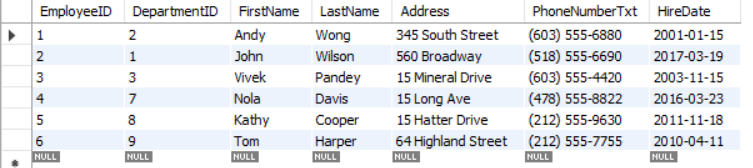 EmployeeID DepartmentID FirstName LastName Address PhoneNumberTxt HireDate
1 2 Andy Wong 345 South Street (603) 555-6880 2001-01-15
2 1 John Wilson 560 Broadway (518) 555-6690 2017-03-19
3 3 Vivek Pandey 15 Mineral Drive (603) 555-4420 2003-11-15
4 7 Nola Davis 15 Long Ave (478) 555-8822 2016-03-23
5 8 Kathy Cooper 15 Hatter Drive (212) 555-9630 2011-11-18
6 9 Tom Harper 64 Highland Street (212) 555-7755 2010-04-11
NULL NULL NULL NULL NULL NULL NULL